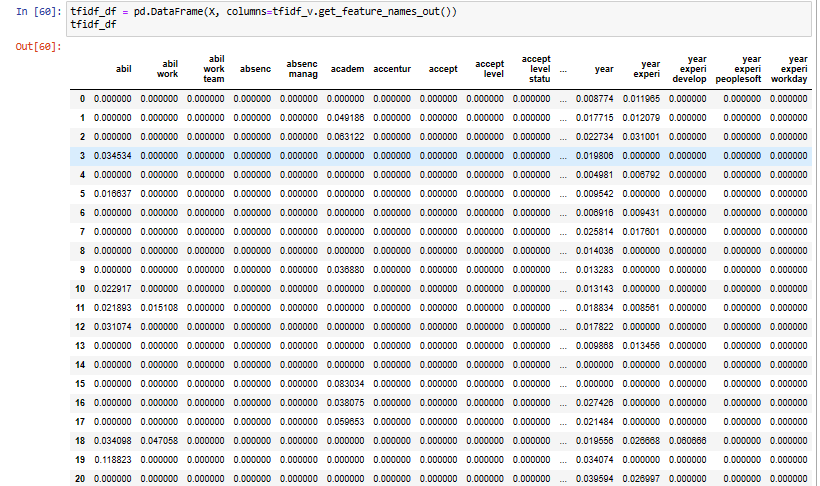 In [60]: tfidf_df = pd.DataFrame(X, columns=tfidf_v.get_feature_names_out())
tfidf_df
Out[60]:
abil abil work abil work team absenc absenc manag academ accentur accept accept level accept level statu ... year year experi year experi develop year experi peoplesoft year experi workday
0 0.000000 0.000000 0.000000 0.000000 0.000000 0.000000 0.000000 0.000000 0.000000 0.000000 ... 0.008774 0.011965 0.000000 0.000000 0.000000
1 0.000000 0.000000 0.000000 0.000000 0.000000 0.049186 0.000000 0.000000 0.000000 0.000000 ... 0.017715 0.012079 0.000000 0.000000 0.000000
2 0.000000 0.000000 0.000000 0.000000 0.000000 0.063122 0.000000 0.000000 0.000000 0.000000 ... 0.022734 0.031001 0.000000 0.000000 0.000000
3 0.034534 0.000000 0.000000 0.000000 0.000000 0.000000 0.000000 0.000000 0.000000 0.000000 ... 0.019806 0.000000 0.000000 0.000000 0.000000
4 0.000000 0.000000 0.000000 0.000000 0.000000 0.000000 0.000000 0.000000 0.000000 0.000000 ... 0.004981 0.006792 0.000000 0.000000 0.000000
5 0.016637 0.000000 0.000000 0.000000 0.000000 0.000000 0.000000 0.000000 0.000000 0.000000 ... 0.009542 0.000000 0.000000 0.000000 0.000000
6 0.000000 0.000000 0.000000 0.000000 0.000000 0.000000 0.000000 0.000000 0.000000 0.000000 ... 0.006916 0.009431 0.000000 0.000000 0.000000
7 0.000000 0.000000 0.000000 0.000000 0.000000 0.000000 0.000000 0.000000 0.000000 0.000000 ... 0.025814 0.017601 0.000000 0.000000 0.000000
8 0.000000 0.000000 0.000000 0.000000 0.000000 0.000000 0.000000 0.000000 0.000000 0.000000 ... 0.014036 0.000000 0.000000 0.000000 0.000000
9 0.000000 0.000000 0.000000 0.000000 0.000000 0.036880 0.000000 0.000000 0.000000 0.000000 ... 0.013283 0.000000 0.000000 0.000000 0.000000
10 0.022917 0.000000 0.000000 0.000000 0.000000 0.000000 0.000000 0.000000 0.000000 0.000000 ... 0.013143 0.000000 0.000000 0.000000 0.000000
11 0.021893 0.015108 0.000000 0.000000 0.000000 0.000000 0.000000 0.000000 0.000000 0.000000 ... 0.018834 0.008561 0.000000 0.000000 0.000000
12 0.031074 0.000000 0.000000 0.000000 0.000000 0.000000 0.000000 0.000000 0.000000 0.000000 ... 0.017822 0.000000 0.000000 0.000000 0.000000
13 0.000000 0.000000 0.000000 0.000000 0.000000 0.000000 0.000000 0.000000 0.000000 0.000000 ... 0.009868 0.013456 0.000000 0.000000 0.000000
14 0.000000 0.000000 0.000000 0.000000 0.000000 0.000000 0.000000 0.000000 0.000000 0.000000 ... 0.000000 0.000000 0.000000 0.000000 0.000000
15 0.000000 0.000000 0.000000 0.000000 0.000000 0.083034 0.000000 0.000000 0.000000 0.000000 ... 0.000000 0.000000 0.000000 0.000000 0.000000
16 0.000000 0.000000 0.000000 0.000000 0.000000 0.038075 0.000000 0.000000 0.000000 0.000000 ... 0.027426 0.000000 0.000000 0.000000 0.000000
17 0.000000 0.000000 0.000000 0.000000 0.000000 0.059653 0.000000 0.000000 0.000000 0.000000 ... 0.021484 0.000000 0.000000 0.000000 0.000000
18 0.034098 0.047058 0.000000 0.000000 0.000000 0.000000 0.000000 0.000000 0.000000 0.000000 ... 0.019556 0.026668 0.060666 0.000000 0.000000
19 0.118823 0.000000 0.000000 0.000000 0.000000 0.000000 0.000000 0.000000 0.000000 0.000000 ... 0.034074 0.000000 0.000000 0.000000 0.000000
20 0.000000 0.000000 0.000000 0.000000 0.000000 0.000000 0.000000 0.000000 0.000000 0.000000 ... 0.039594 0.026997 0.000000 0.000000 0.000000